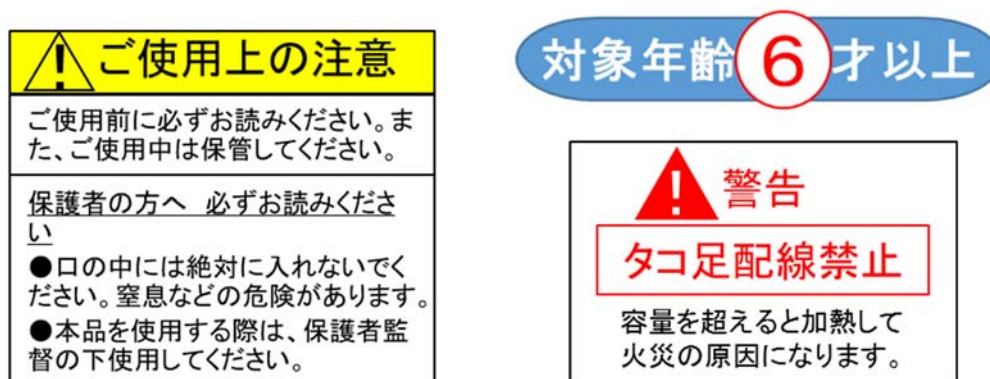 ご使用上の注意
ご使用前に必ずお読みください。ま
た、ご使用中は保管してください。
保護者の方へ 必ずお読みくださ
い
●口の中には絶対に入れないでく
ださい。窒息などの危険があります。
●本品を使用する際は、保護者監
督の下使用してください。
対象年齢6才以上
警告
タコ足配線禁止
容量を超えると加熱して
火災の原因になります。